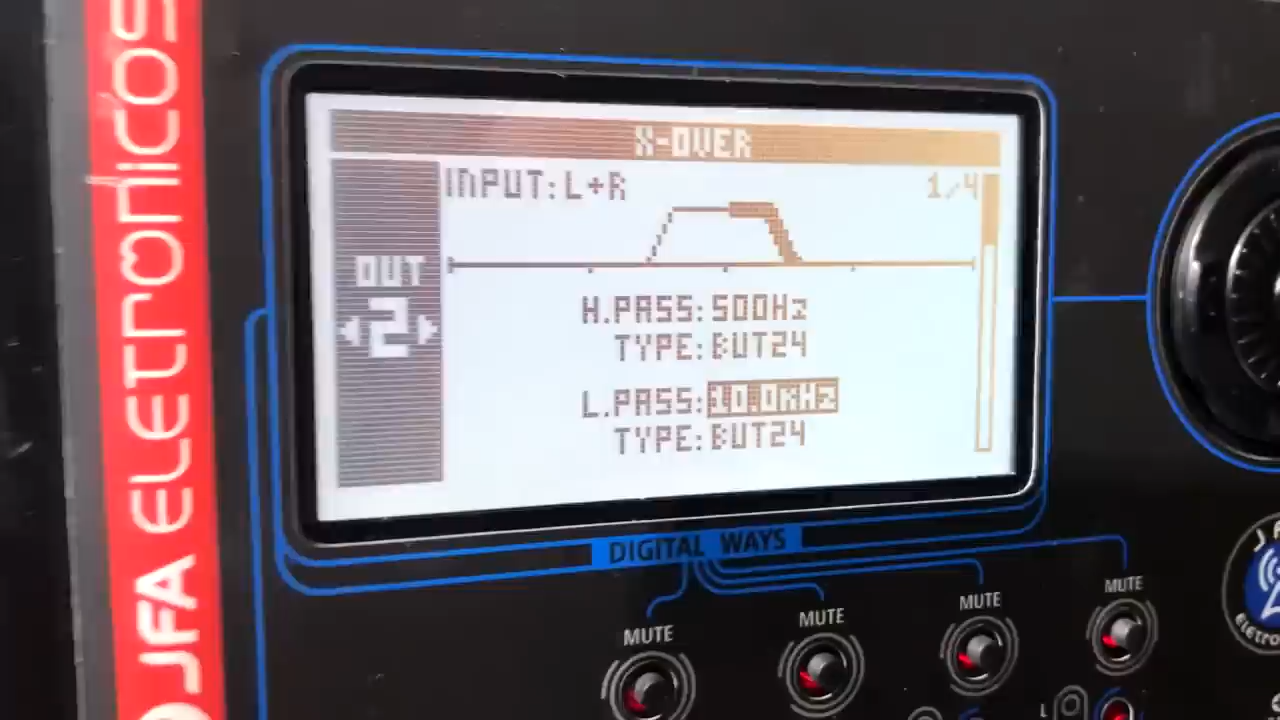 JFA ELETRONICOS
X-OVER
INPUT:L+R
1/4
OUT
2
H.PASS:500Hz
TYPE:BUT24
L.PASS:10.0KHz
TYPE:BUT24
DIGITAL WAYS
MUTE
MUTE
MUTE
MUTE
L